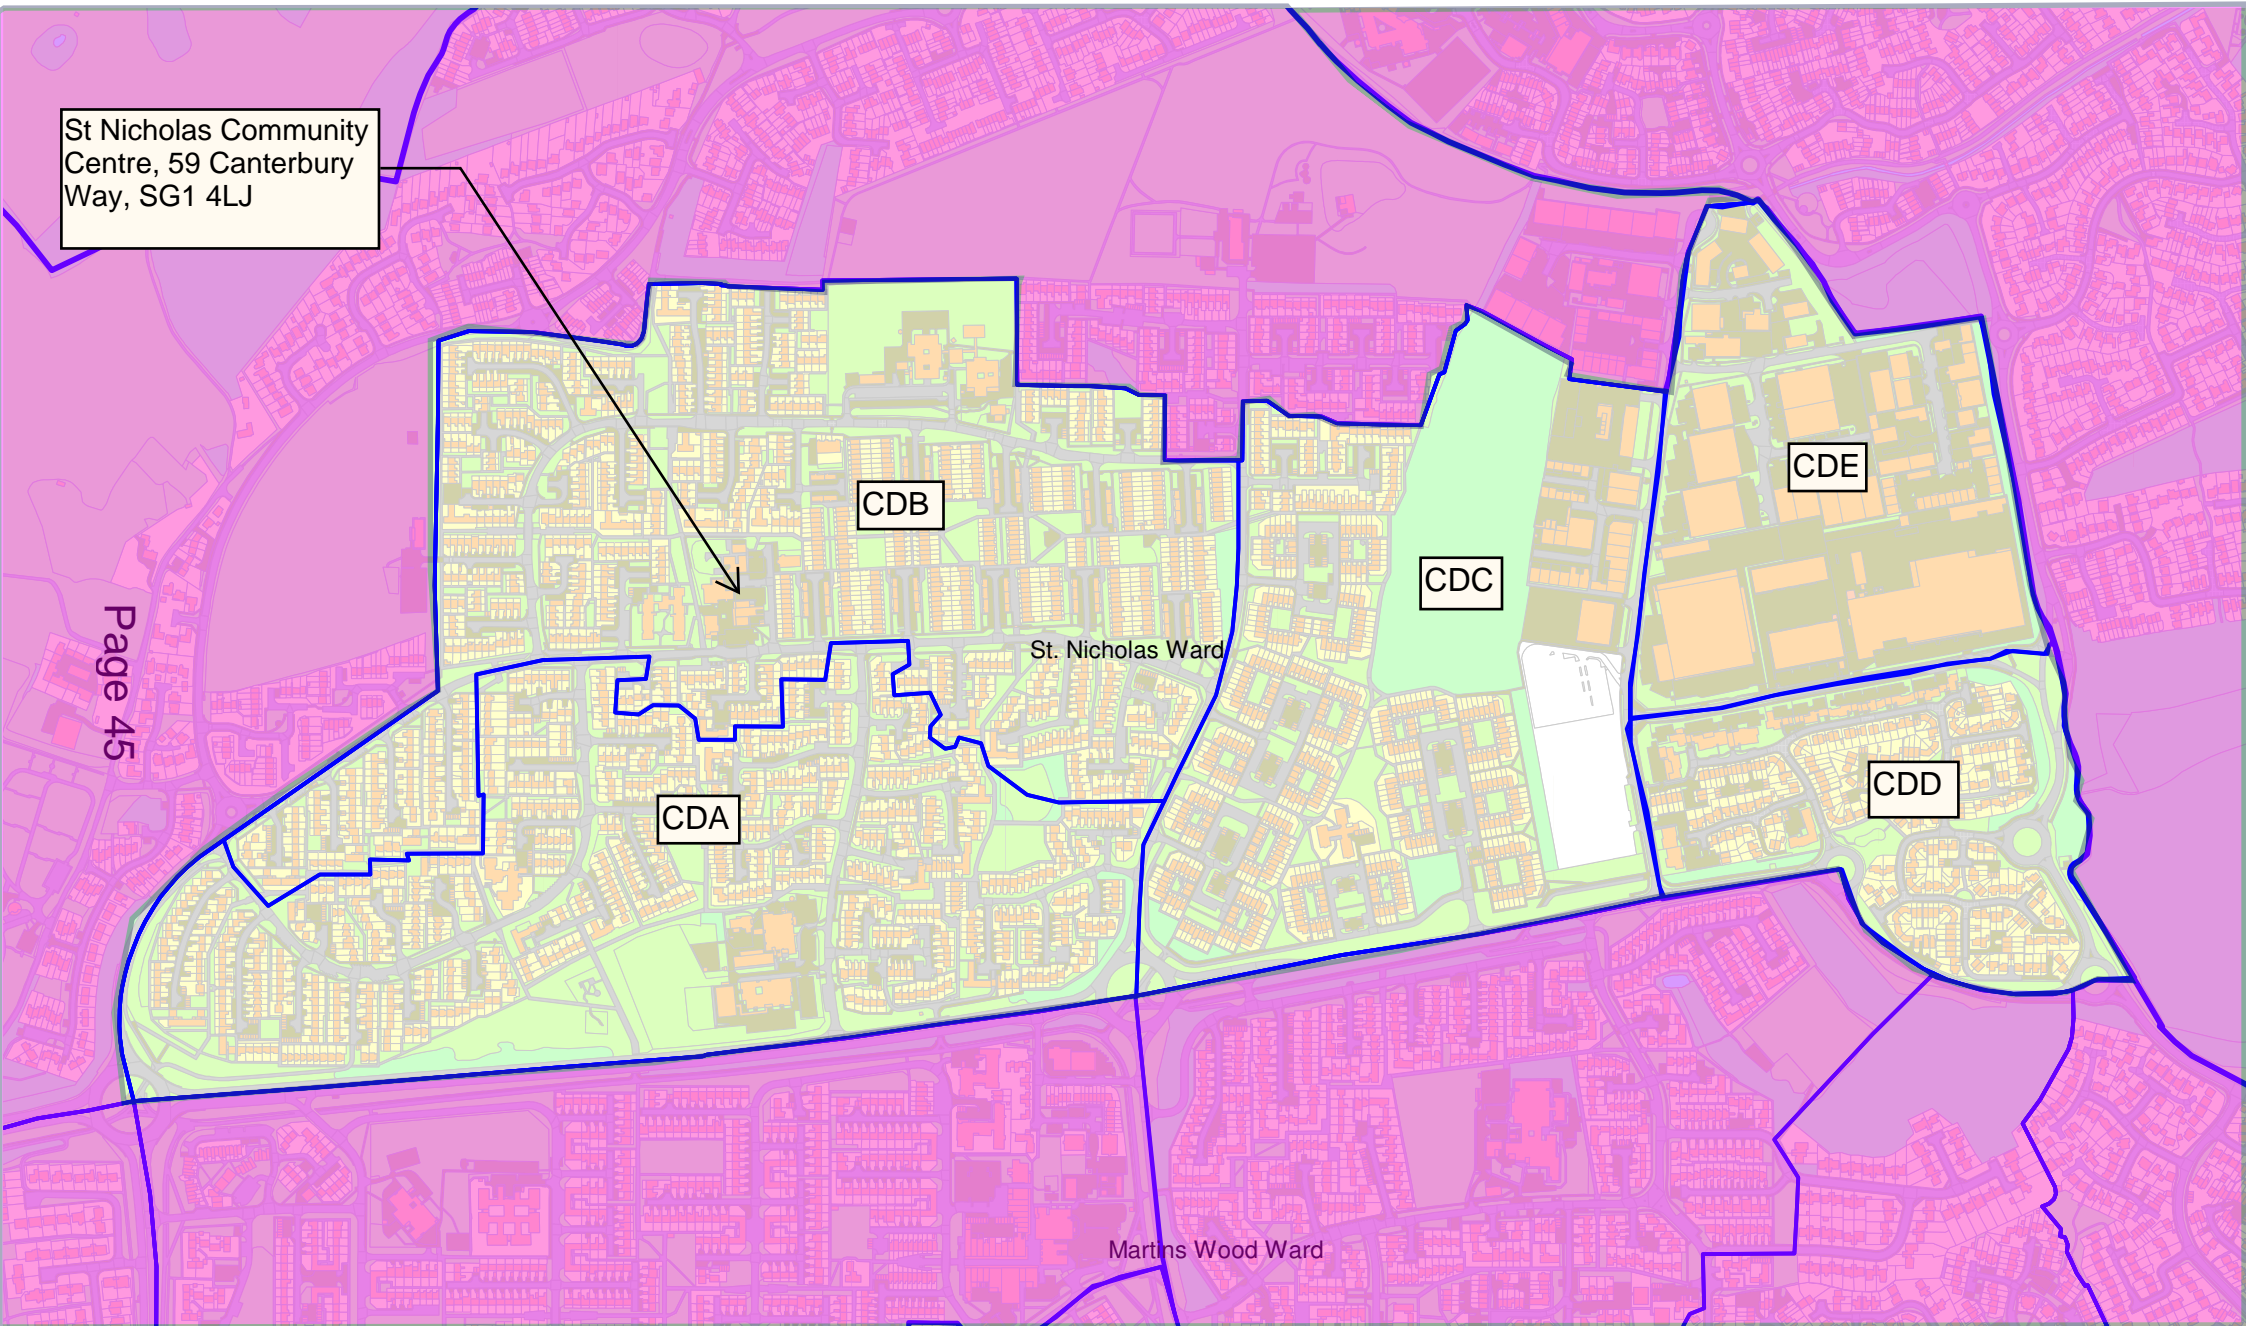 St Nicholas Community
Centre, 59 Canterbury
Way, SG1 4LJ
CDE
CDB
CDC
Page 45
St. Nicholas Ward
CDD
CDA
Martins Wood Ward